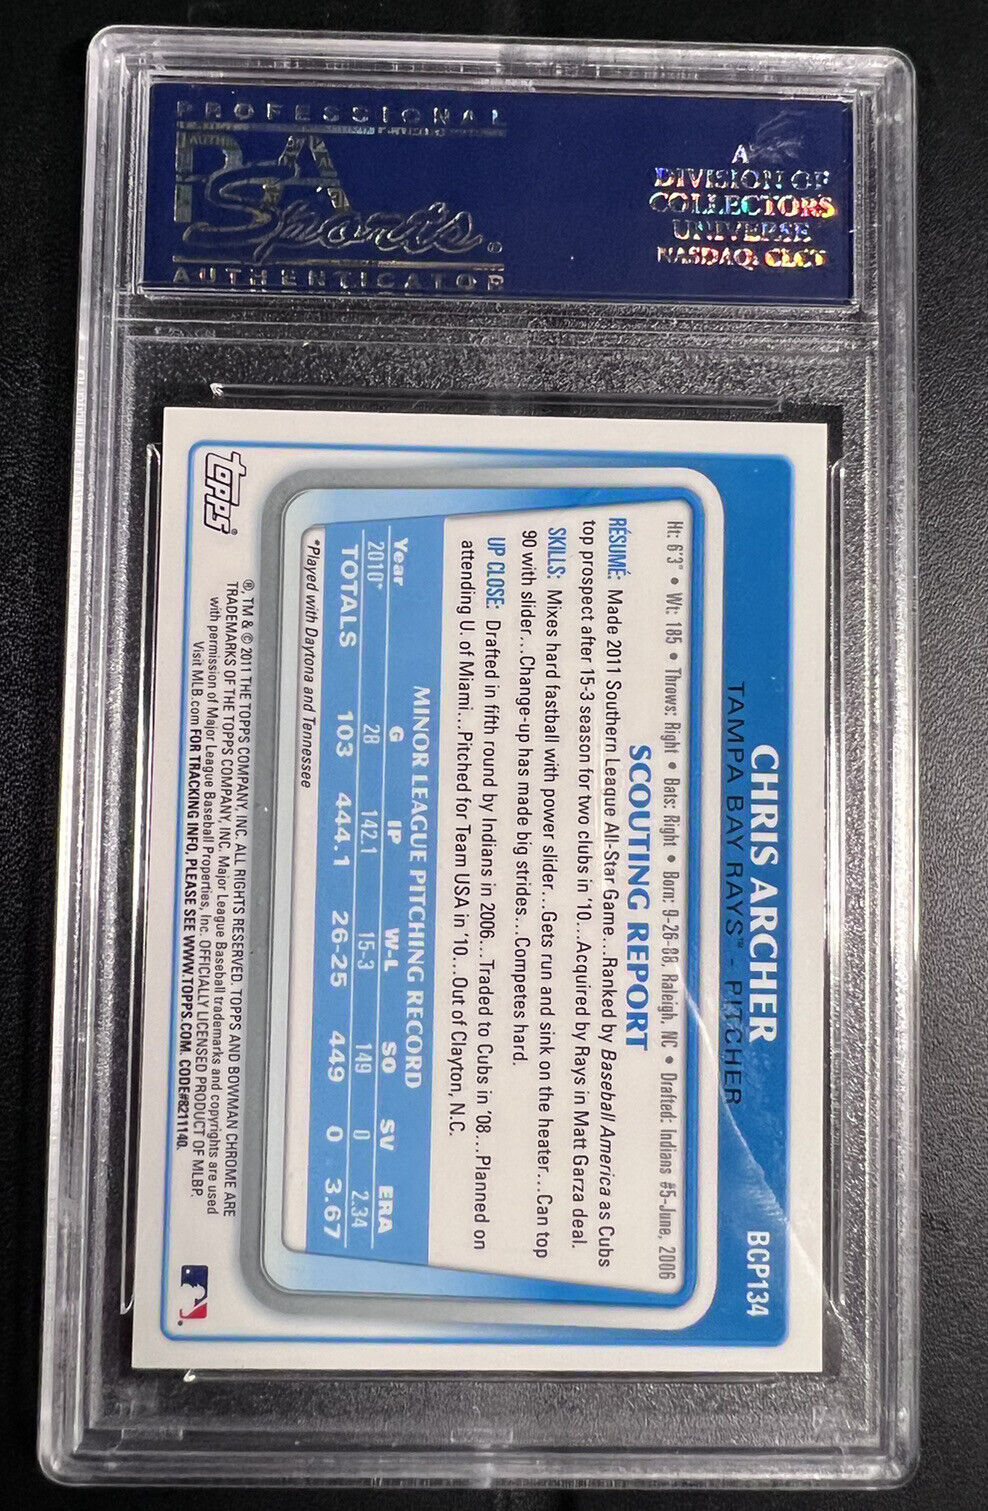 PROFESSIONAL
PSA
Sports®
AUTHENTICATOR
A
DIVISION OF
COLLECTORS
UNIVERSE
NASDAQ: CLCT
CHRIS ARCHER
BCP134
TAMPA BAY RAYS™ - PITCHER
Ht: 6'3" • Wt: 185 • Throws: Right • Bats: Right • Born: 9-26-88, Raleigh, NC • Drafted: Indians #5-June, 2006
SCOUTING REPORT
RÉSUMÉ: Made 2011 Southern League All-Star Game...Ranked by Baseball America as Cubs
top prospect after 15-3 season for two clubs in '10...Acquired by Rays in Matt Garza deal.
SKILLS: Mixes hard fastball with power slider...Gets run and sink on the heater...Can top
90 with slider...Change-up has made big strides...Competes hard.
UP CLOSE: Drafted in fifth round by Indians in 2006...Traded to Cubs in '08...Planned on
attending U. of Miami...Pitched for Team USA in '10...Out of Clayton, N.C.
MINOR LEAGUE PITCHING RECORD
Year G IP W-L SO SV ERA
2010* 28 142.1 15-3 149 0 2.34
TOTALS 103 444.1 26-25 449 0 3.67
*Played with Daytona and Tennessee
topps®
®, TM & © 2011 THE TOPPS COMPANY, INC. ALL RIGHTS RESERVED. TOPPS AND BOWMAN CHROME ARE
TRADEMARKS OF THE TOPPS COMPANY, INC. Major League Baseball trademarks and copyrights are used
with permission of Major League Baseball Properties, Inc. OFFICIALLY LICENSED PRODUCT OF MLBP.
Visit MLB.com FOR TRACKING INFO, PLEASE SEE WWW.TOPPS.COM. CODE#8211140.